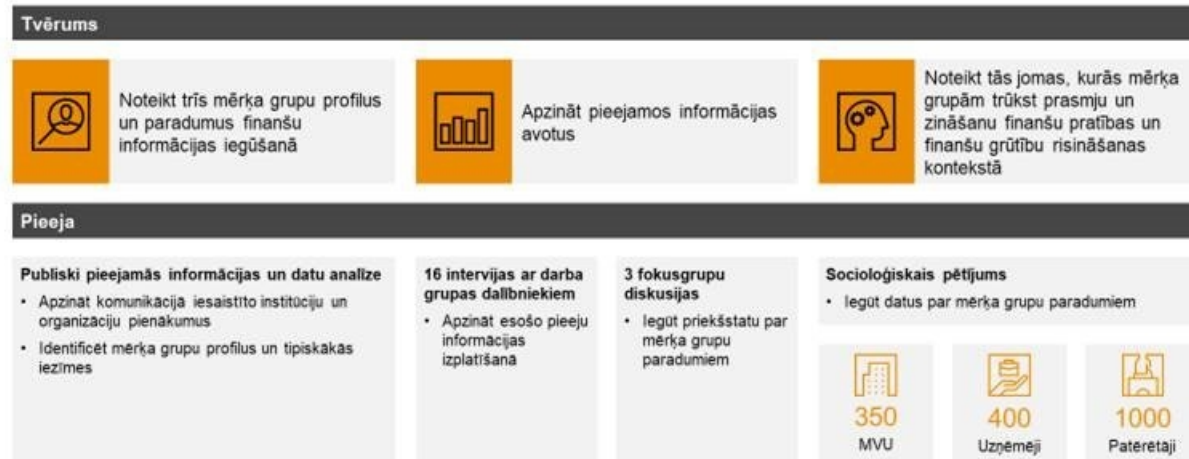 Tvērums
Noteikt trīs mērķa grupu profilus
un paradumus finanšu
informācijas iegūšanā
Apzināt pieejamos informācijas
avotus
Noteikt tās jomas, kurās mērķa
grupām trūkst prasmju un
zināšanu finanšu pratības un
finanšu grūtību risināšanas
kontekstā
Pieeja
Publiski pieejamās informācijas un datu analīze
• Apzināt komunikācijā iesaistīto institūciju un
organizāciju pienākumus
• Identificēt mērķa grupu profilus un tipiskākās
iezīmes
16 intervijas ar darba
grupas dalībniekiem
• Apzināt esošo pieeju
informācijas
izplatīšanā
3 fokusgrupu
diskusijas
• Iegūt priekšstatu par
mērķa grupu
paradumiem
Socioloģiskais pētījums
• Iegūt datus par mērķa grupu paradumiem
350
MVU
400
Uzņēmēji
1000
Patērētāji